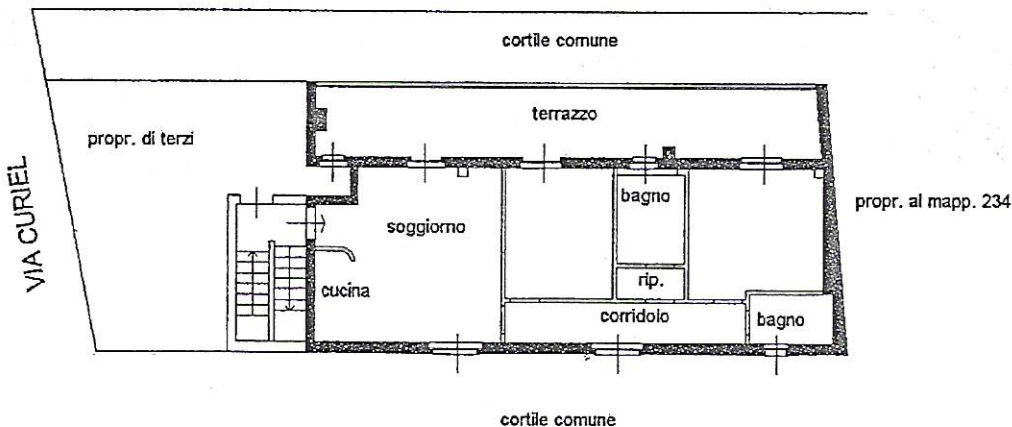 cortile comune
terrazzo
propr. di terzi
VIA CURIEL
bagno
propr. al mapp. 234
soggiorno
rip.
cucina
corridoio
bagno
cortile comune